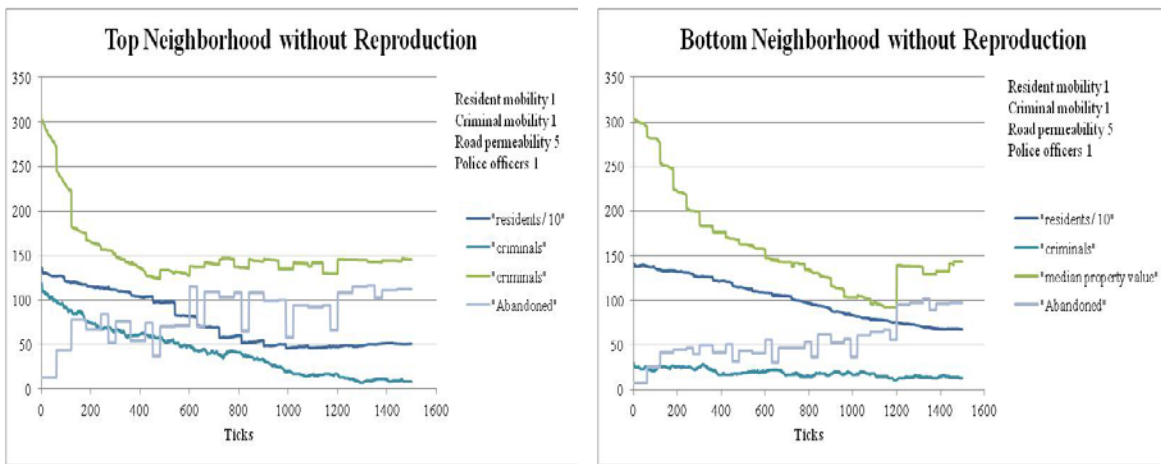 Top Neighborhood without Reproduction
350
300
250
200
150
100
50
0
0 200 400 600 800 1000 1200 1400 1600
Ticks
Resident mobility 1
Criminal mobility 1
Road permeability 5
Police officers 1
"residents/10"
"criminals"
"criminals"
"Abandoned"
Bottom Neighborhood without Reproduction
350
300
250
200
150
100
50
0
0 200 400 600 800 1000 1200 1400 1600
Ticks
Resident mobility 1
Criminal mobility 1
Road permeability 5
Police officers 1
"residents/10"
"criminals"
"median property value"
"Abandoned"